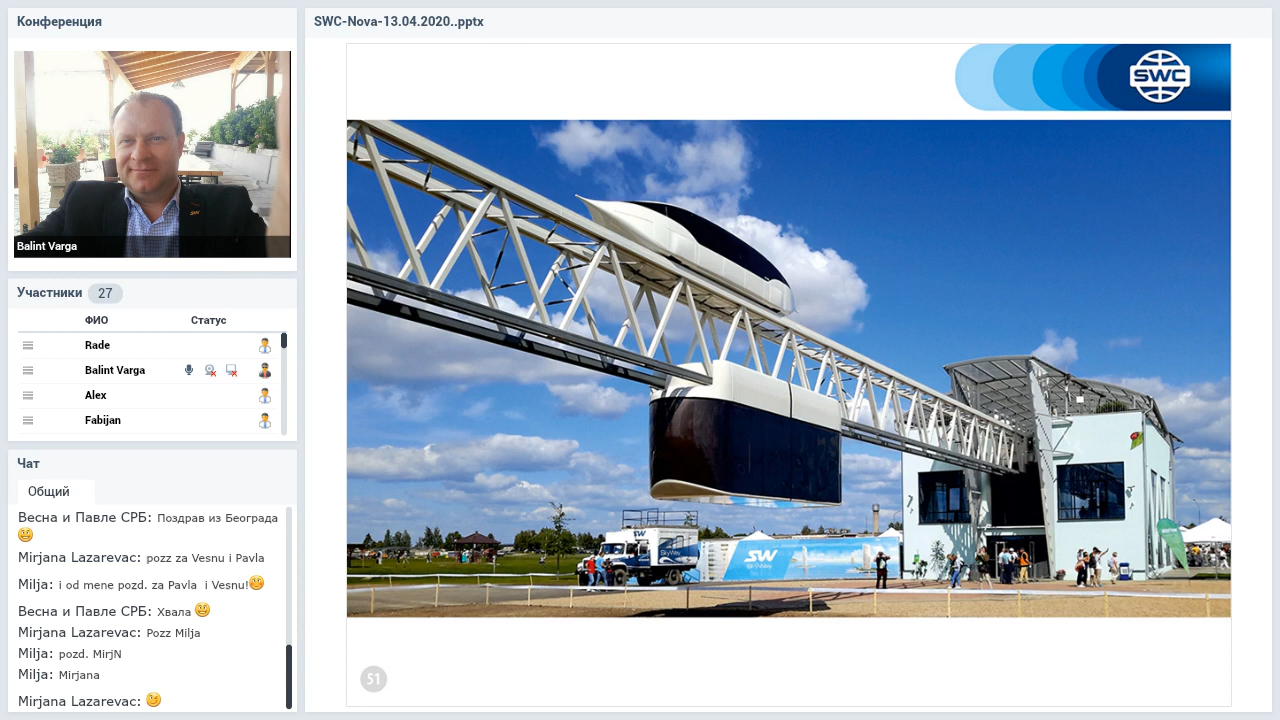 Конференция
Balint Varga
Участники 27
ФИО Статус
Rade
Balint Varga
Alex
Fabijan
Чат
Общий
Весна и Павле СРБ: Поздрав из Београда
Mirjana Lazarevac: pozz za Vesnu i Pavla
Milja: i od mene pozd. za Pavla i Vesnu!
Весна и Павле СРБ: Хвала
Mirjana Lazarevac: Pozz Milja
Milja: pozd. MirjN
Milja: Mirjana
Mirjana Lazarevac:
SWC-Nova-13.04.2020..pptx
SWC
SW
SkyWay
SW
SkyWay
51